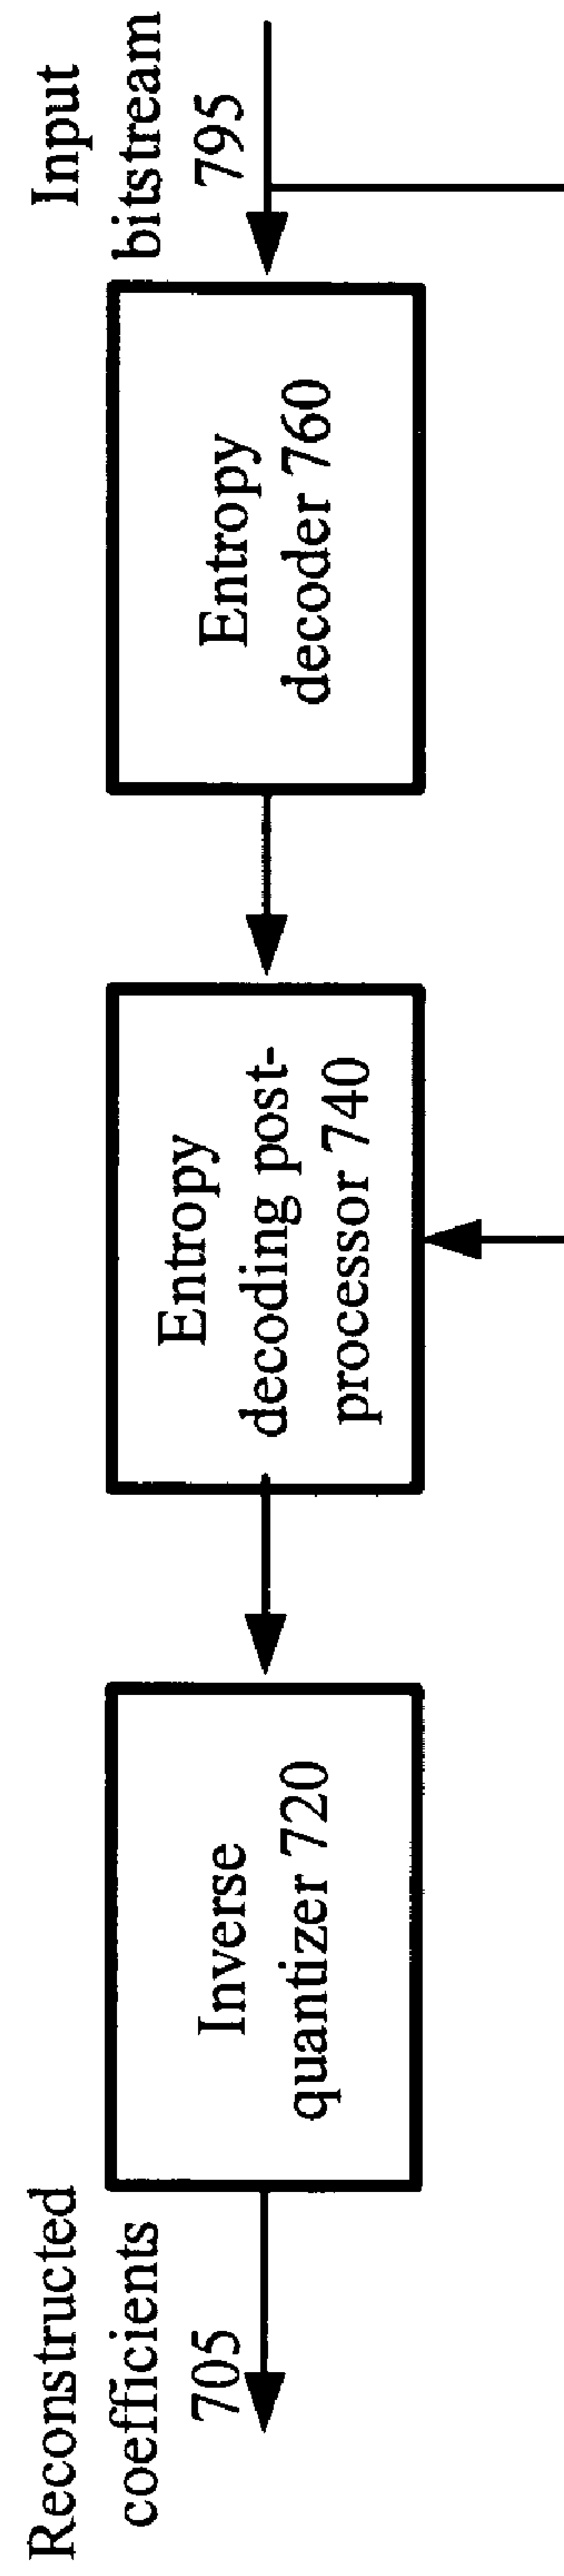 Reconstructed
coefficients
705
Inverse
quantizer 720
Entropy
decoding post-
processor 740
Entropy
decoder 760
Input
bitstream
795